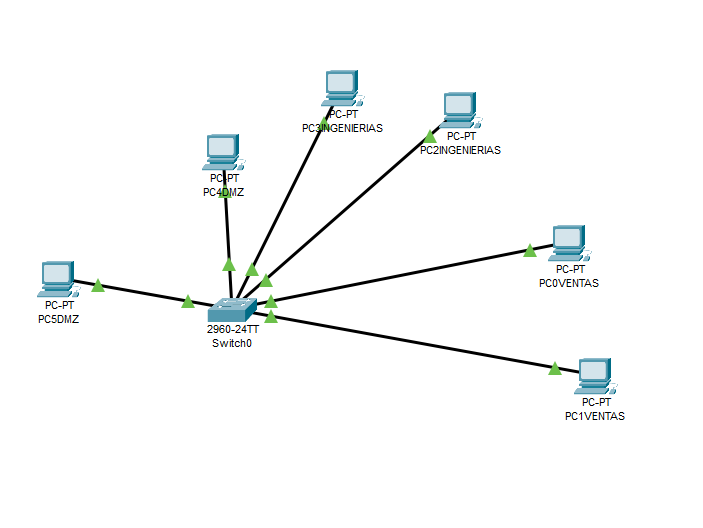 PC-PT
PC3INGENIERIAS
PC-PT
PC2INGENIERIAS
PC-PT
PC4DMZ
PC-PT
PC0VENTAS
PC-PT
PC5DMZ
2960-24TT
Switch0
PC-PT
PC1VENTAS